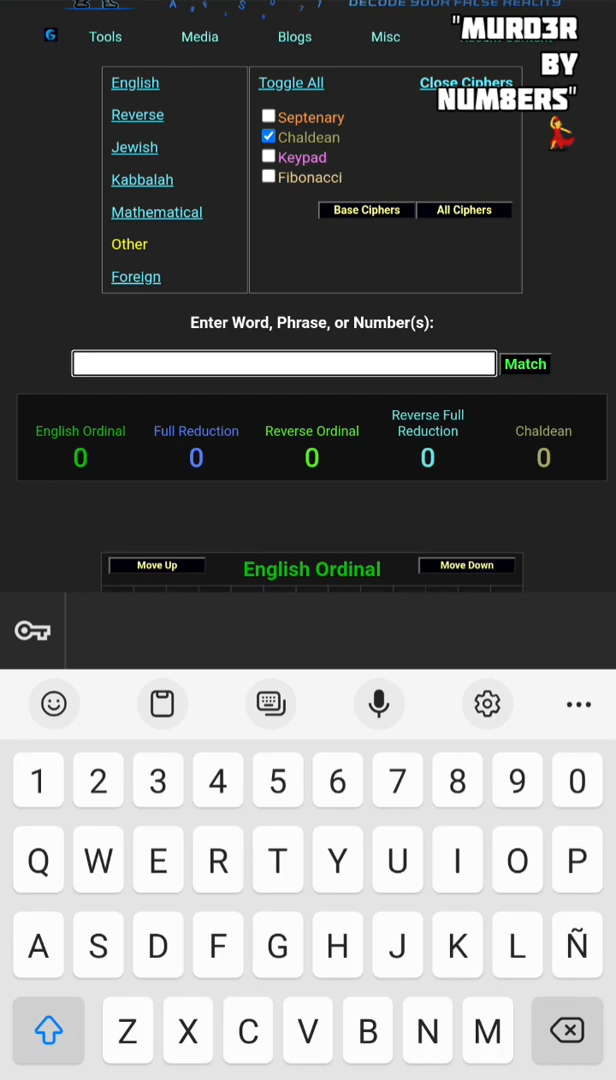 DECODE YOUR FALSE REALITY
Tools
Media
Blogs
Misc
"MURD3R
BY
NUM8ERS"
English
Reverse
Jewish
Kabbalah
Mathematical
Other
Foreign
Toggle All
Close Ciphers
Septenary
Chaldean
Keypad
Fibonacci
Base Ciphers
All Ciphers
Enter Word, Phrase, or Number(s):
Match
English Ordinal
0
Full Reduction
0
Reverse Ordinal
0
Reverse Full
Reduction
0
Chaldean
0
Move Up
English Ordinal
Move Down
1 2 3 4 5 6 7 8 9 0
Q W E R T Y U I O P
A S D F G H J K L Ñ
Z X C V B N M